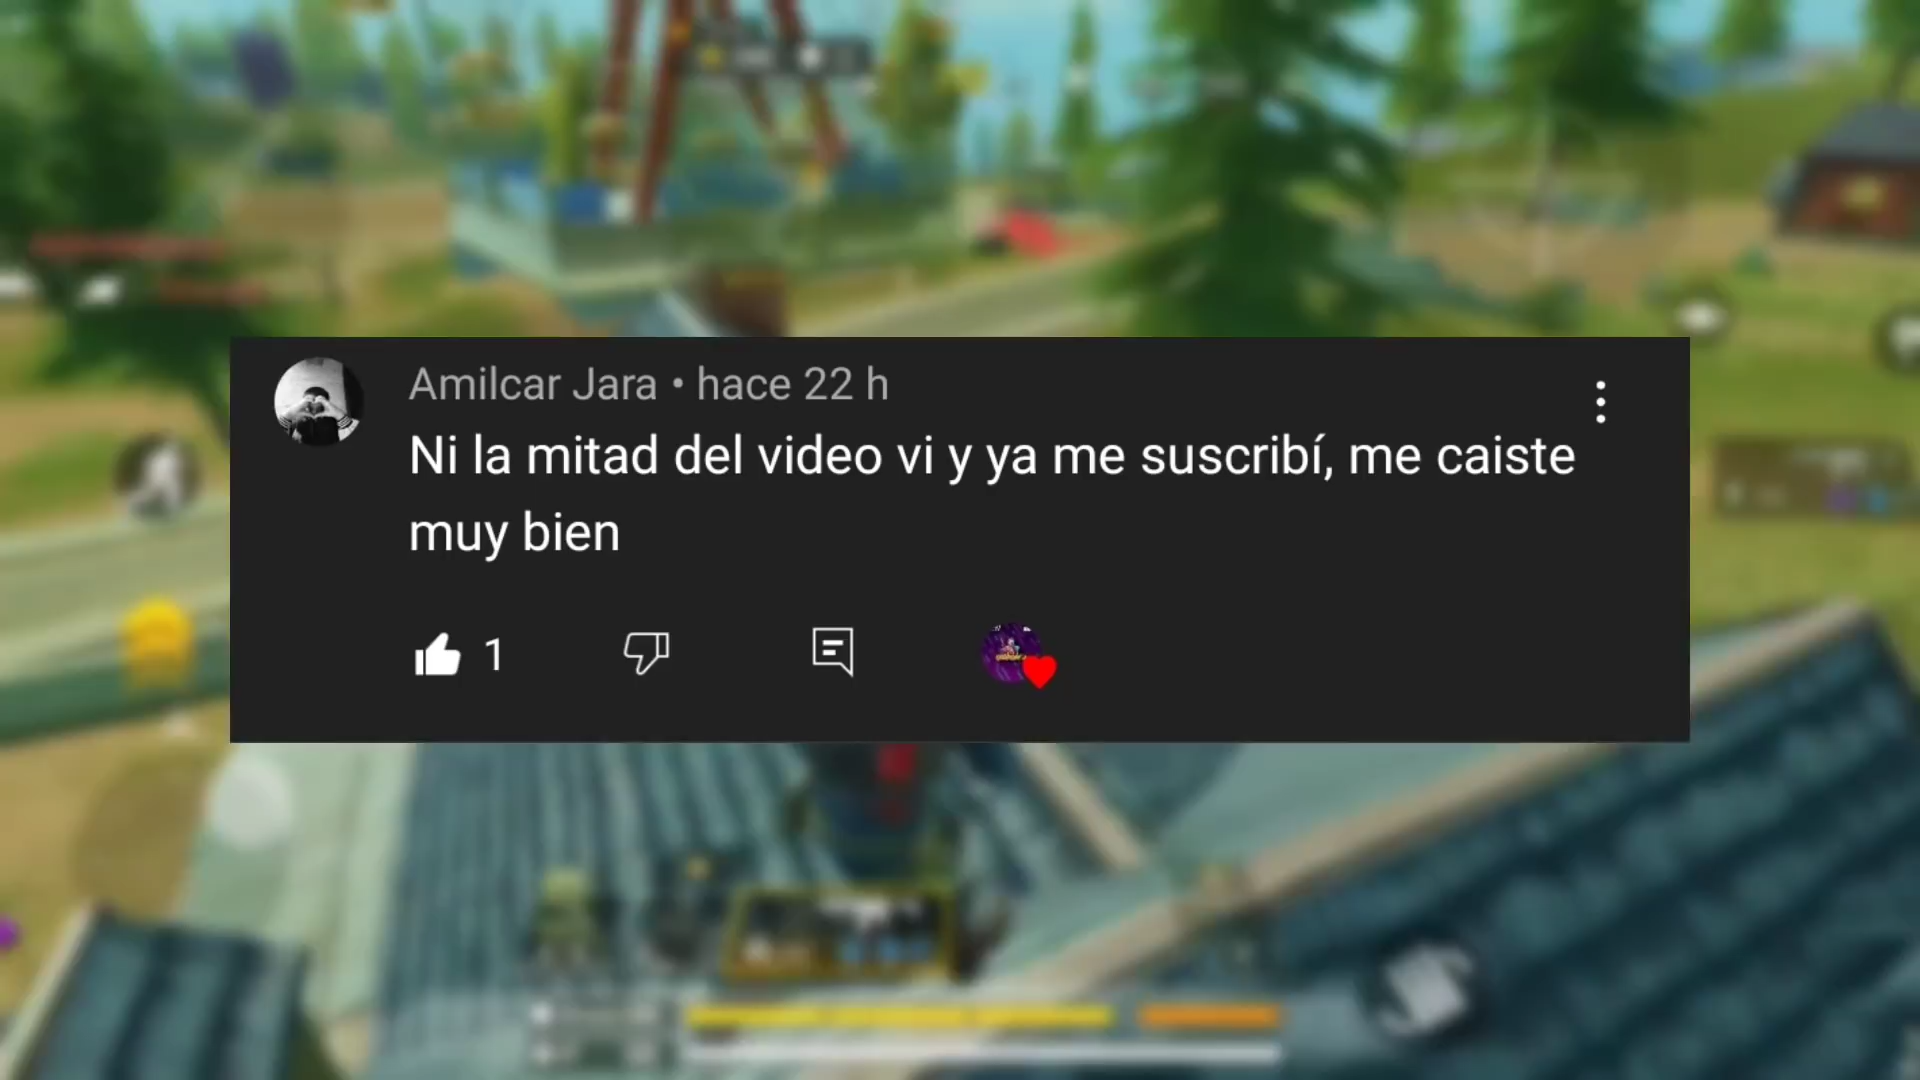 Amilcar Jara • hace 22 h
Ni la mitad del video vi y ya me suscribí, me caiste
muy bien
1